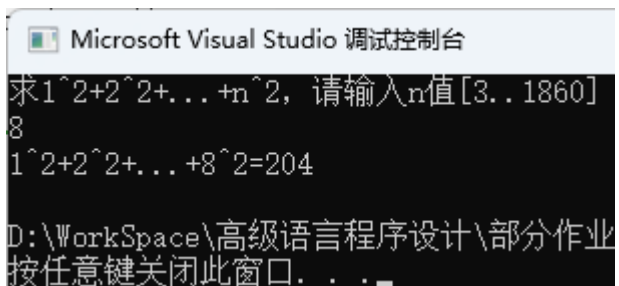 Microsoft Visual Studio 调试控制台
求1^2+2^2+...+n^2, 请输入n值[3..1860]
8
1^2+2^2+...+8^2=204
D:\WorkSpace\高级语言程序设计\部分作业
按任意键关闭此窗口. . .